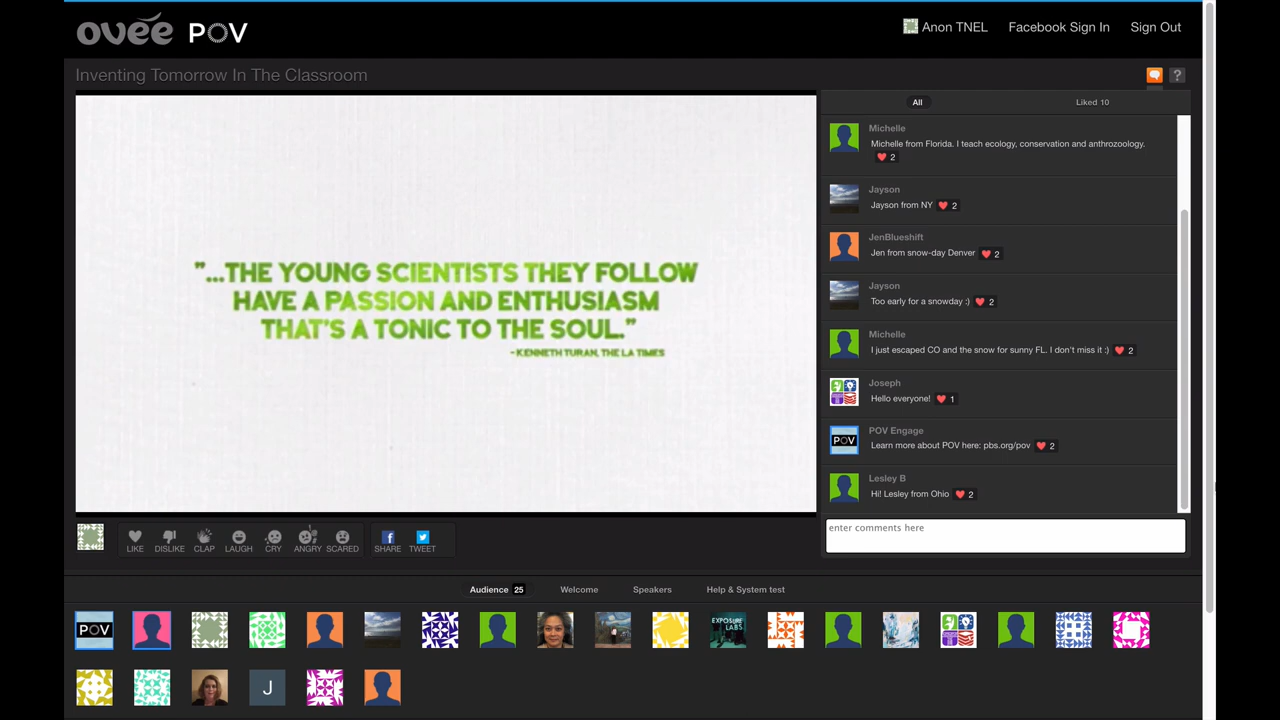 ovee POV
Anon TNEL Facebook Sign In Sign Out
Inventing Tomorrow In The Classroom
?
"...THE YOUNG SCIENTISTS THEY FOLLOW
HAVE A PASSION AND ENTHUSIASM
THAT'S A TONIC TO THE SOUL."
- KENNETH TURAN, THE LA TIMES
LIKE DISLIKE CLAP LAUGH CRY ANGRY SCARED SHARE TWEET
All Liked 10
Michelle
Michelle from Florida. I teach ecology, conservation and anthrozoology.
2
Jayson
Jayson from NY 2
JenBlueshift
Jen from snow-day Denver 2
Jayson
Too early for a snowday :) 2
Michelle
I just escaped CO and the snow for sunny FL. I don't miss it :) 2
Joseph
Hello everyone! 1
POV Engage
POV
Learn more about POV here: pbs.org/pov 2
Lesley B
Hi! Lesley from Ohio 2
enter comments here
Audience 25 Welcome Speakers Help & System test
POV
EXPOSURE
LABS
J